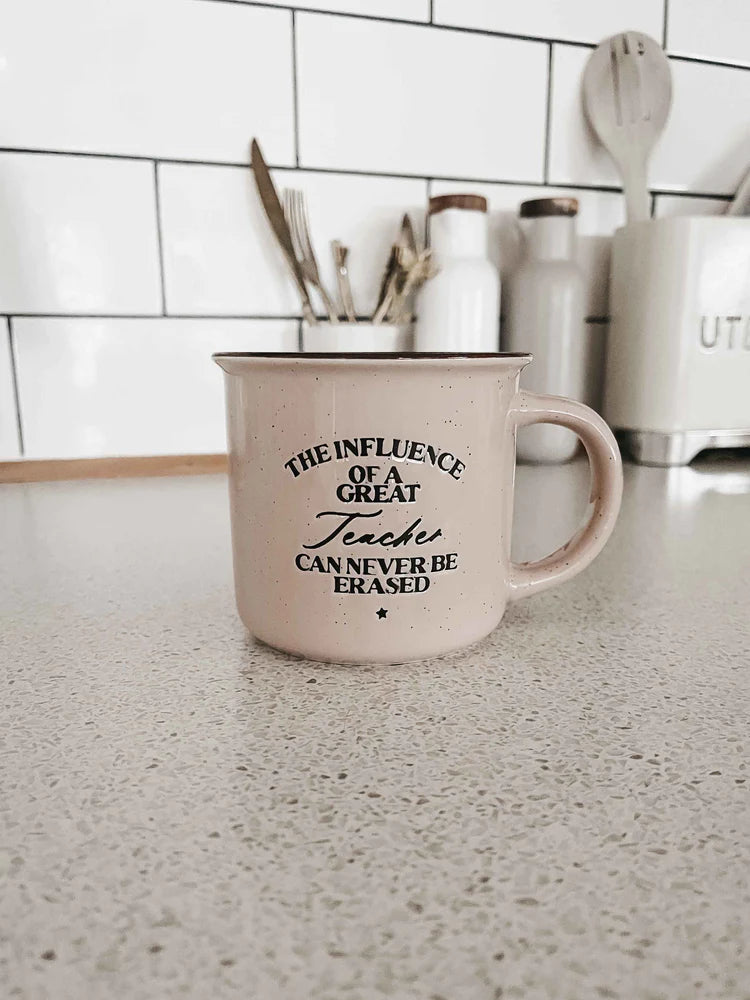 THE INFLUENCE
OF A
GREAT
Teacher
CAN NEVER BE
ERASED